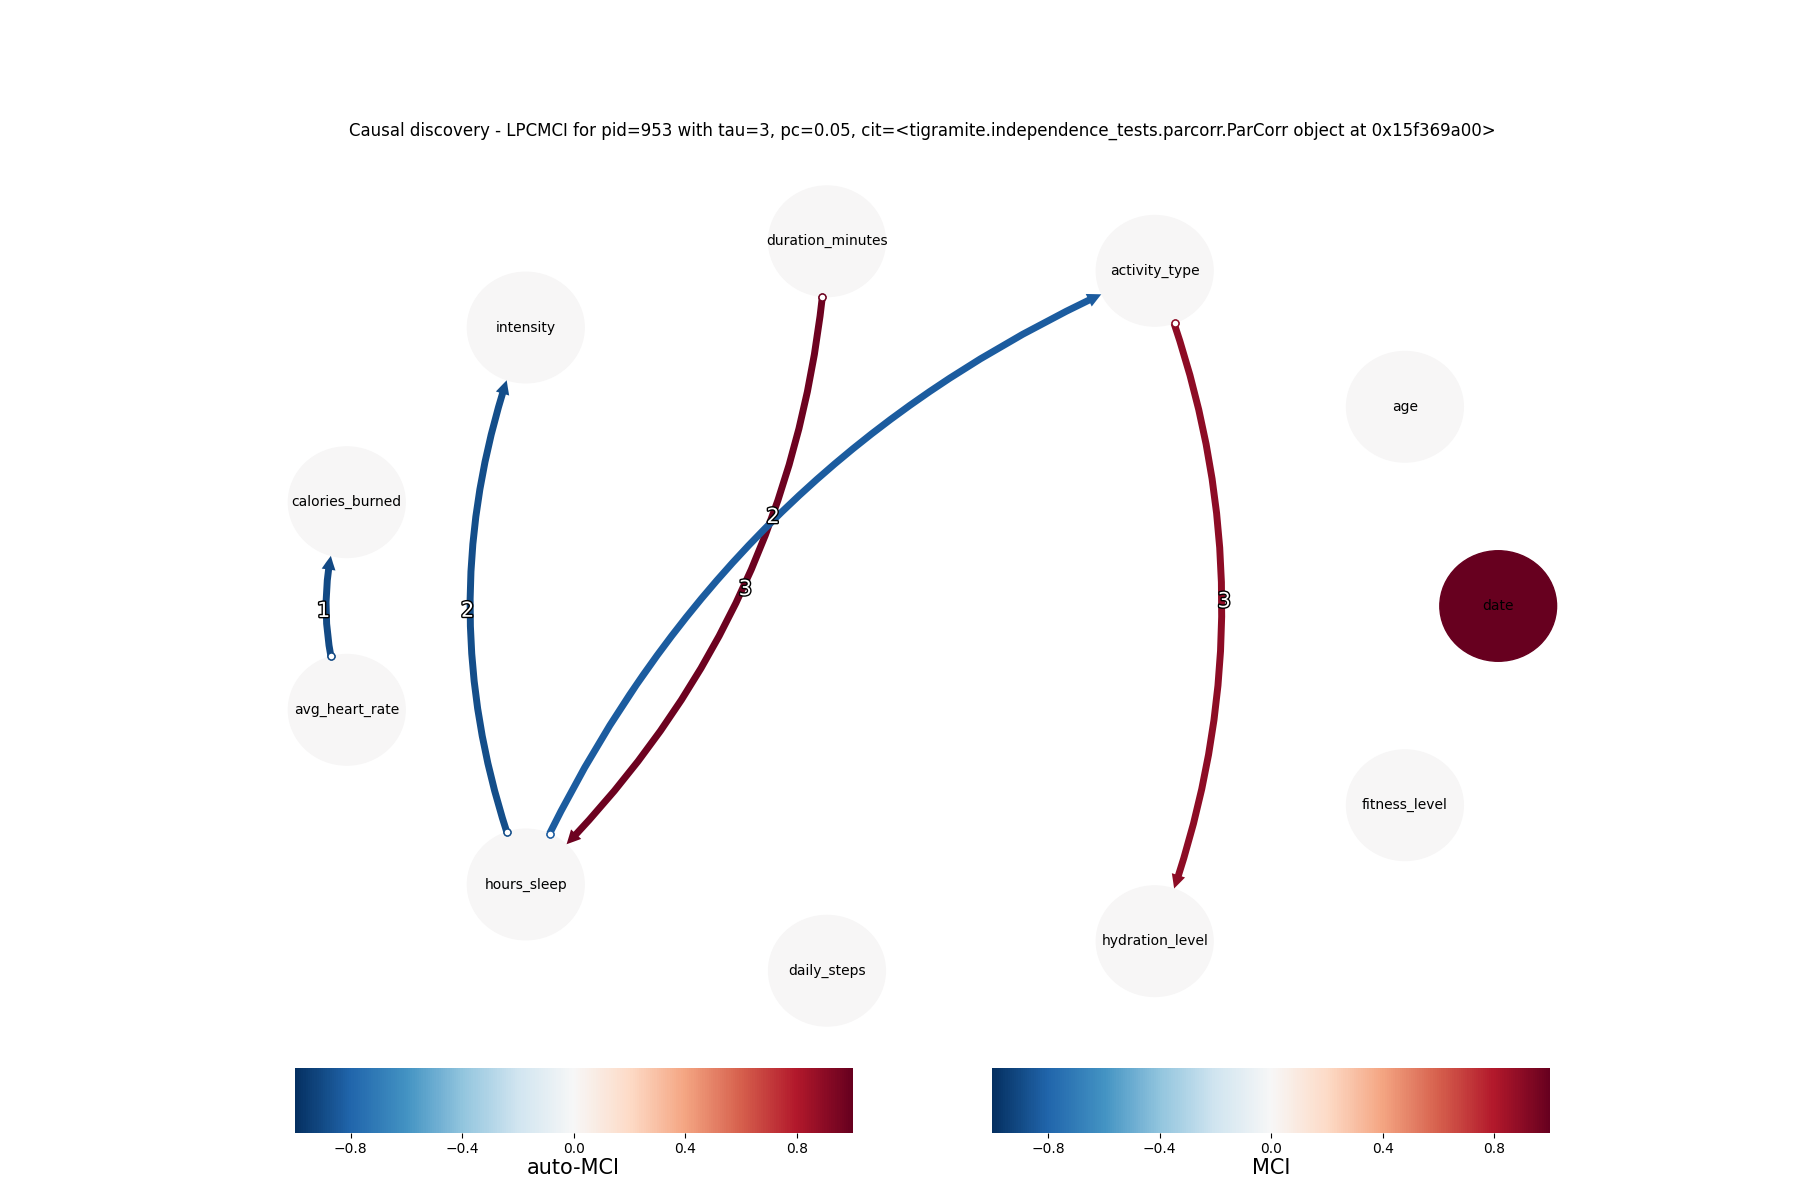 Causal discovery - LPCMCI for pid=953 with tau=3, pc=0.05, cit=<tigramite.independence_tests.parcorr.ParCorr object at 0x15f369a00>
duration_minutes
activity_type
intensity
age
calories_burned
2
3
3
date
1
2
avg_heart_rate
fitness_level
hours_sleep
hydration_level
daily_steps
−0.8 −0.4 0.0 0.4 0.8
auto-MCI
−0.8 −0.4 0.0 0.4 0.8
MCI